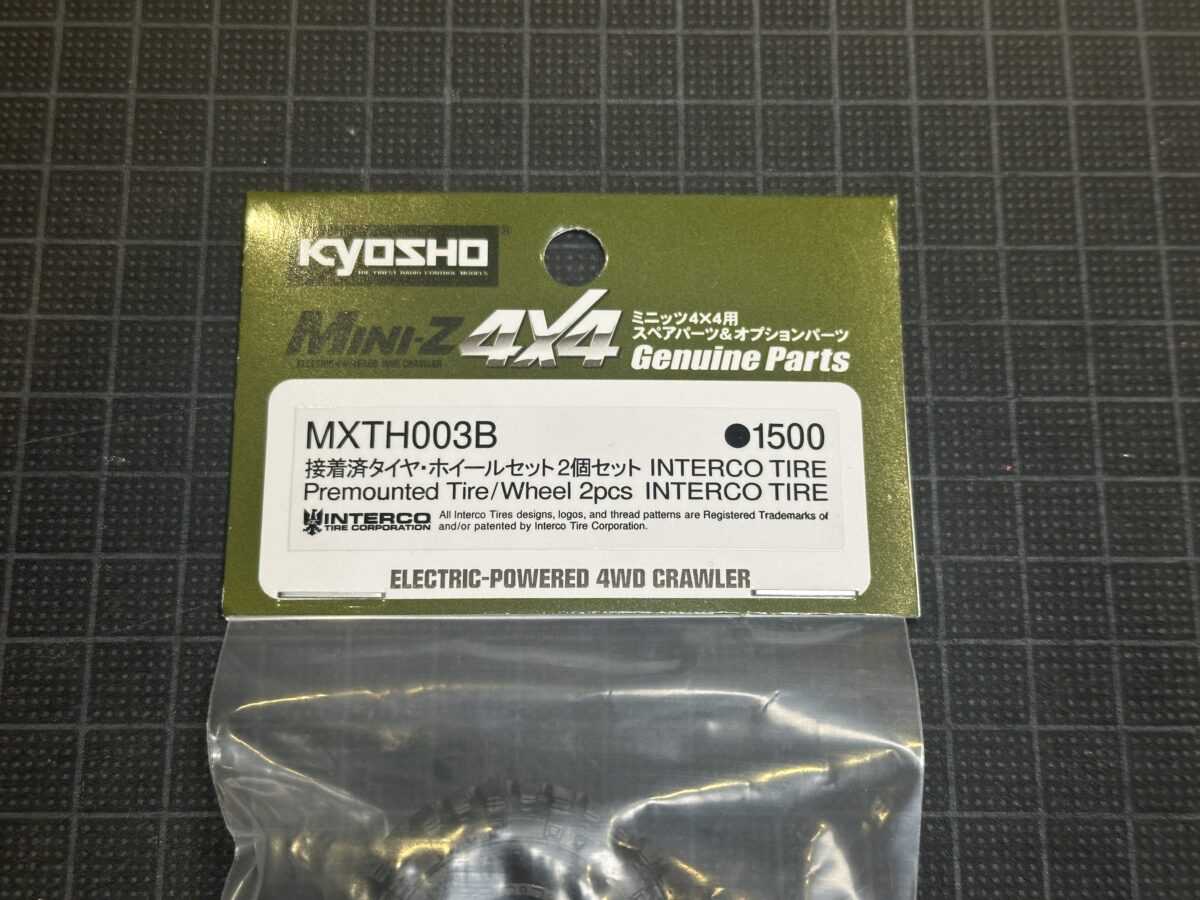 KYOSHO®
THE FINEST RADIO CONTROL MODELS
MINI-Z 4X4
ELECTRIC-POWERED 4WD CRAWLER
ミニッツ4×4用
スペアパーツ&オプションパーツ
Genuine Parts
MXTH003B ●1500
接着済タイヤ・ホイールセット2個セット INTERCO TIRE
Premounted Tire/Wheel 2pcs INTERCO TIRE
INTERCO
TIRE CORPORATION
All Interco Tires designs, logos, and thread patterns are Registered Trademarks of
and/or patented by Interco Tire Corporation.
ELECTRIC-POWERED 4WD CRAWLER